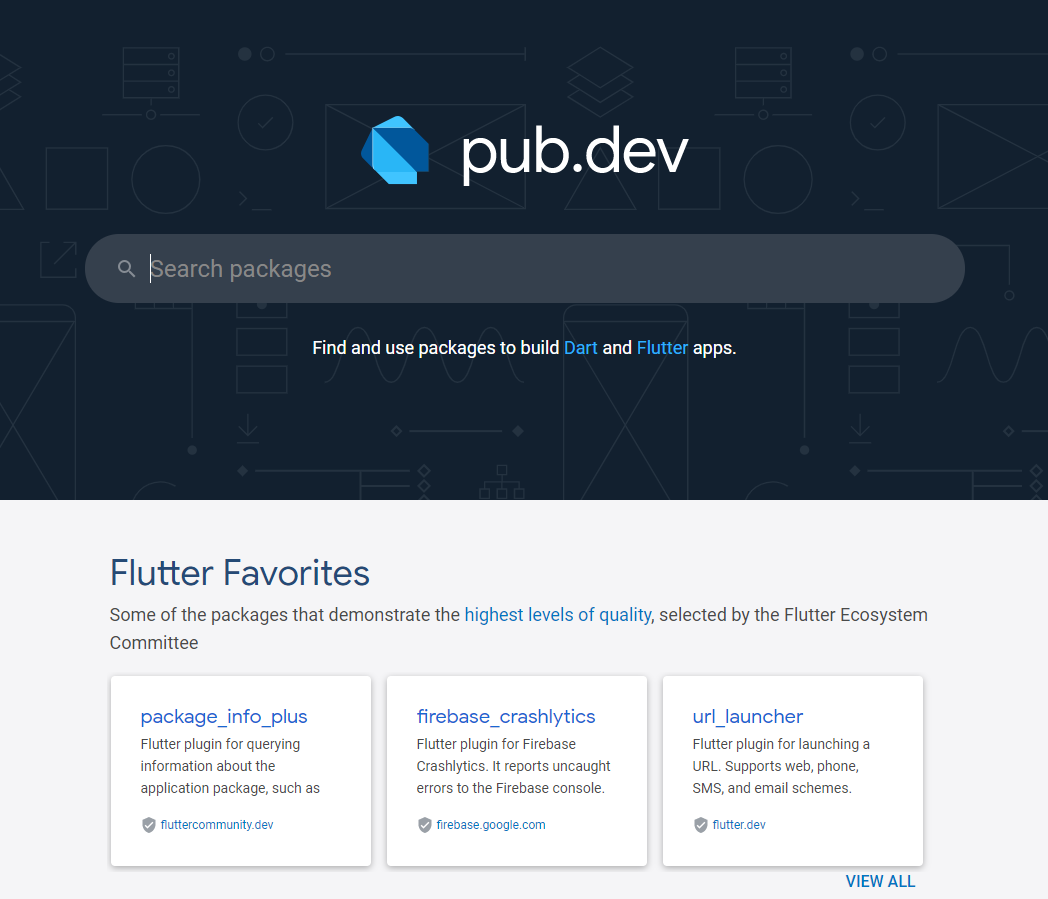 pub.dev
Search packages
Find and use packages to build Dart and Flutter apps.
Flutter Favorites
Some of the packages that demonstrate the highest levels of quality, selected by the Flutter Ecosystem
Committee
package_info_plus
Flutter plugin for querying
information about the
application package, such as
fluttercommunity.dev
firebase_crashlytics
Flutter plugin for Firebase
Crashlytics. It reports uncaught
errors to the Firebase console.
firebase.google.com
url_launcher
Flutter plugin for launching a
URL. Supports web, phone,
SMS, and email schemes.
flutter.dev
VIEW ALL